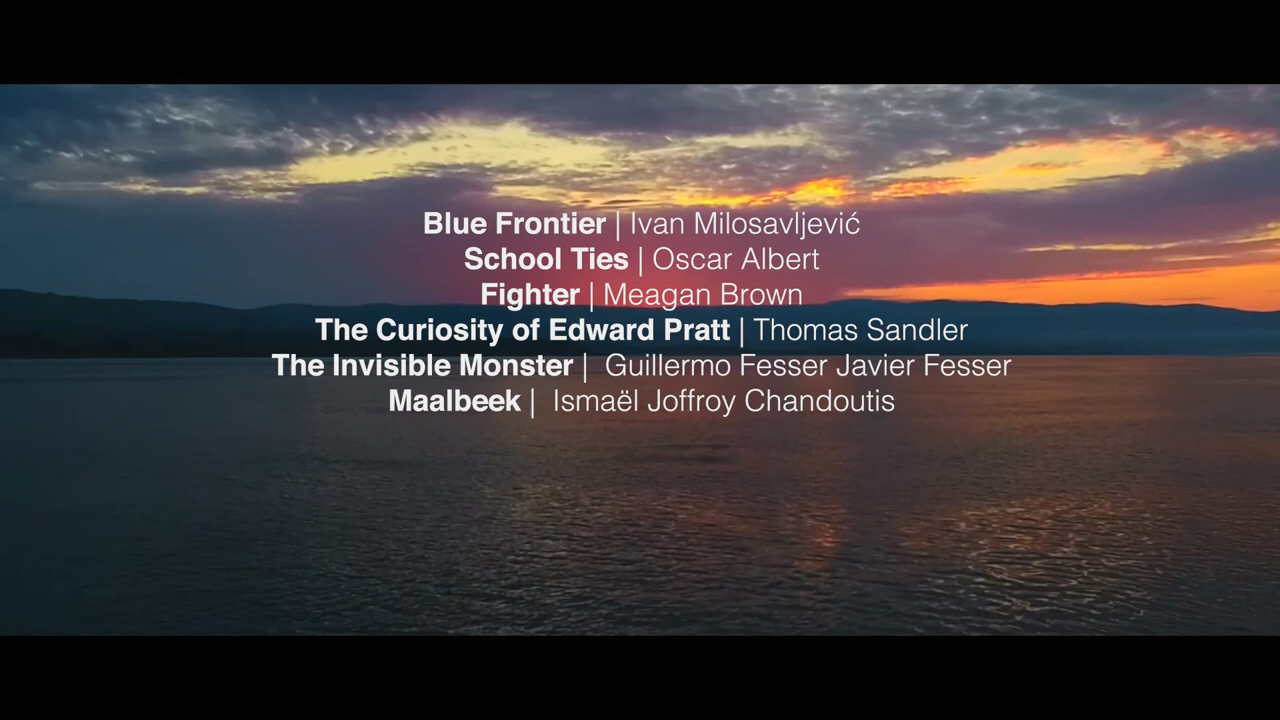 Blue Frontier | Ivan Milosavljević
School Ties | Oscar Albert
Fighter | Meagan Brown
The Curiosity of Edward Pratt | Thomas Sandler
The Invisible Monster | Guillermo Fesser Javier Fesser
Maalbeek | Ismaël Joffroy Chandoutis